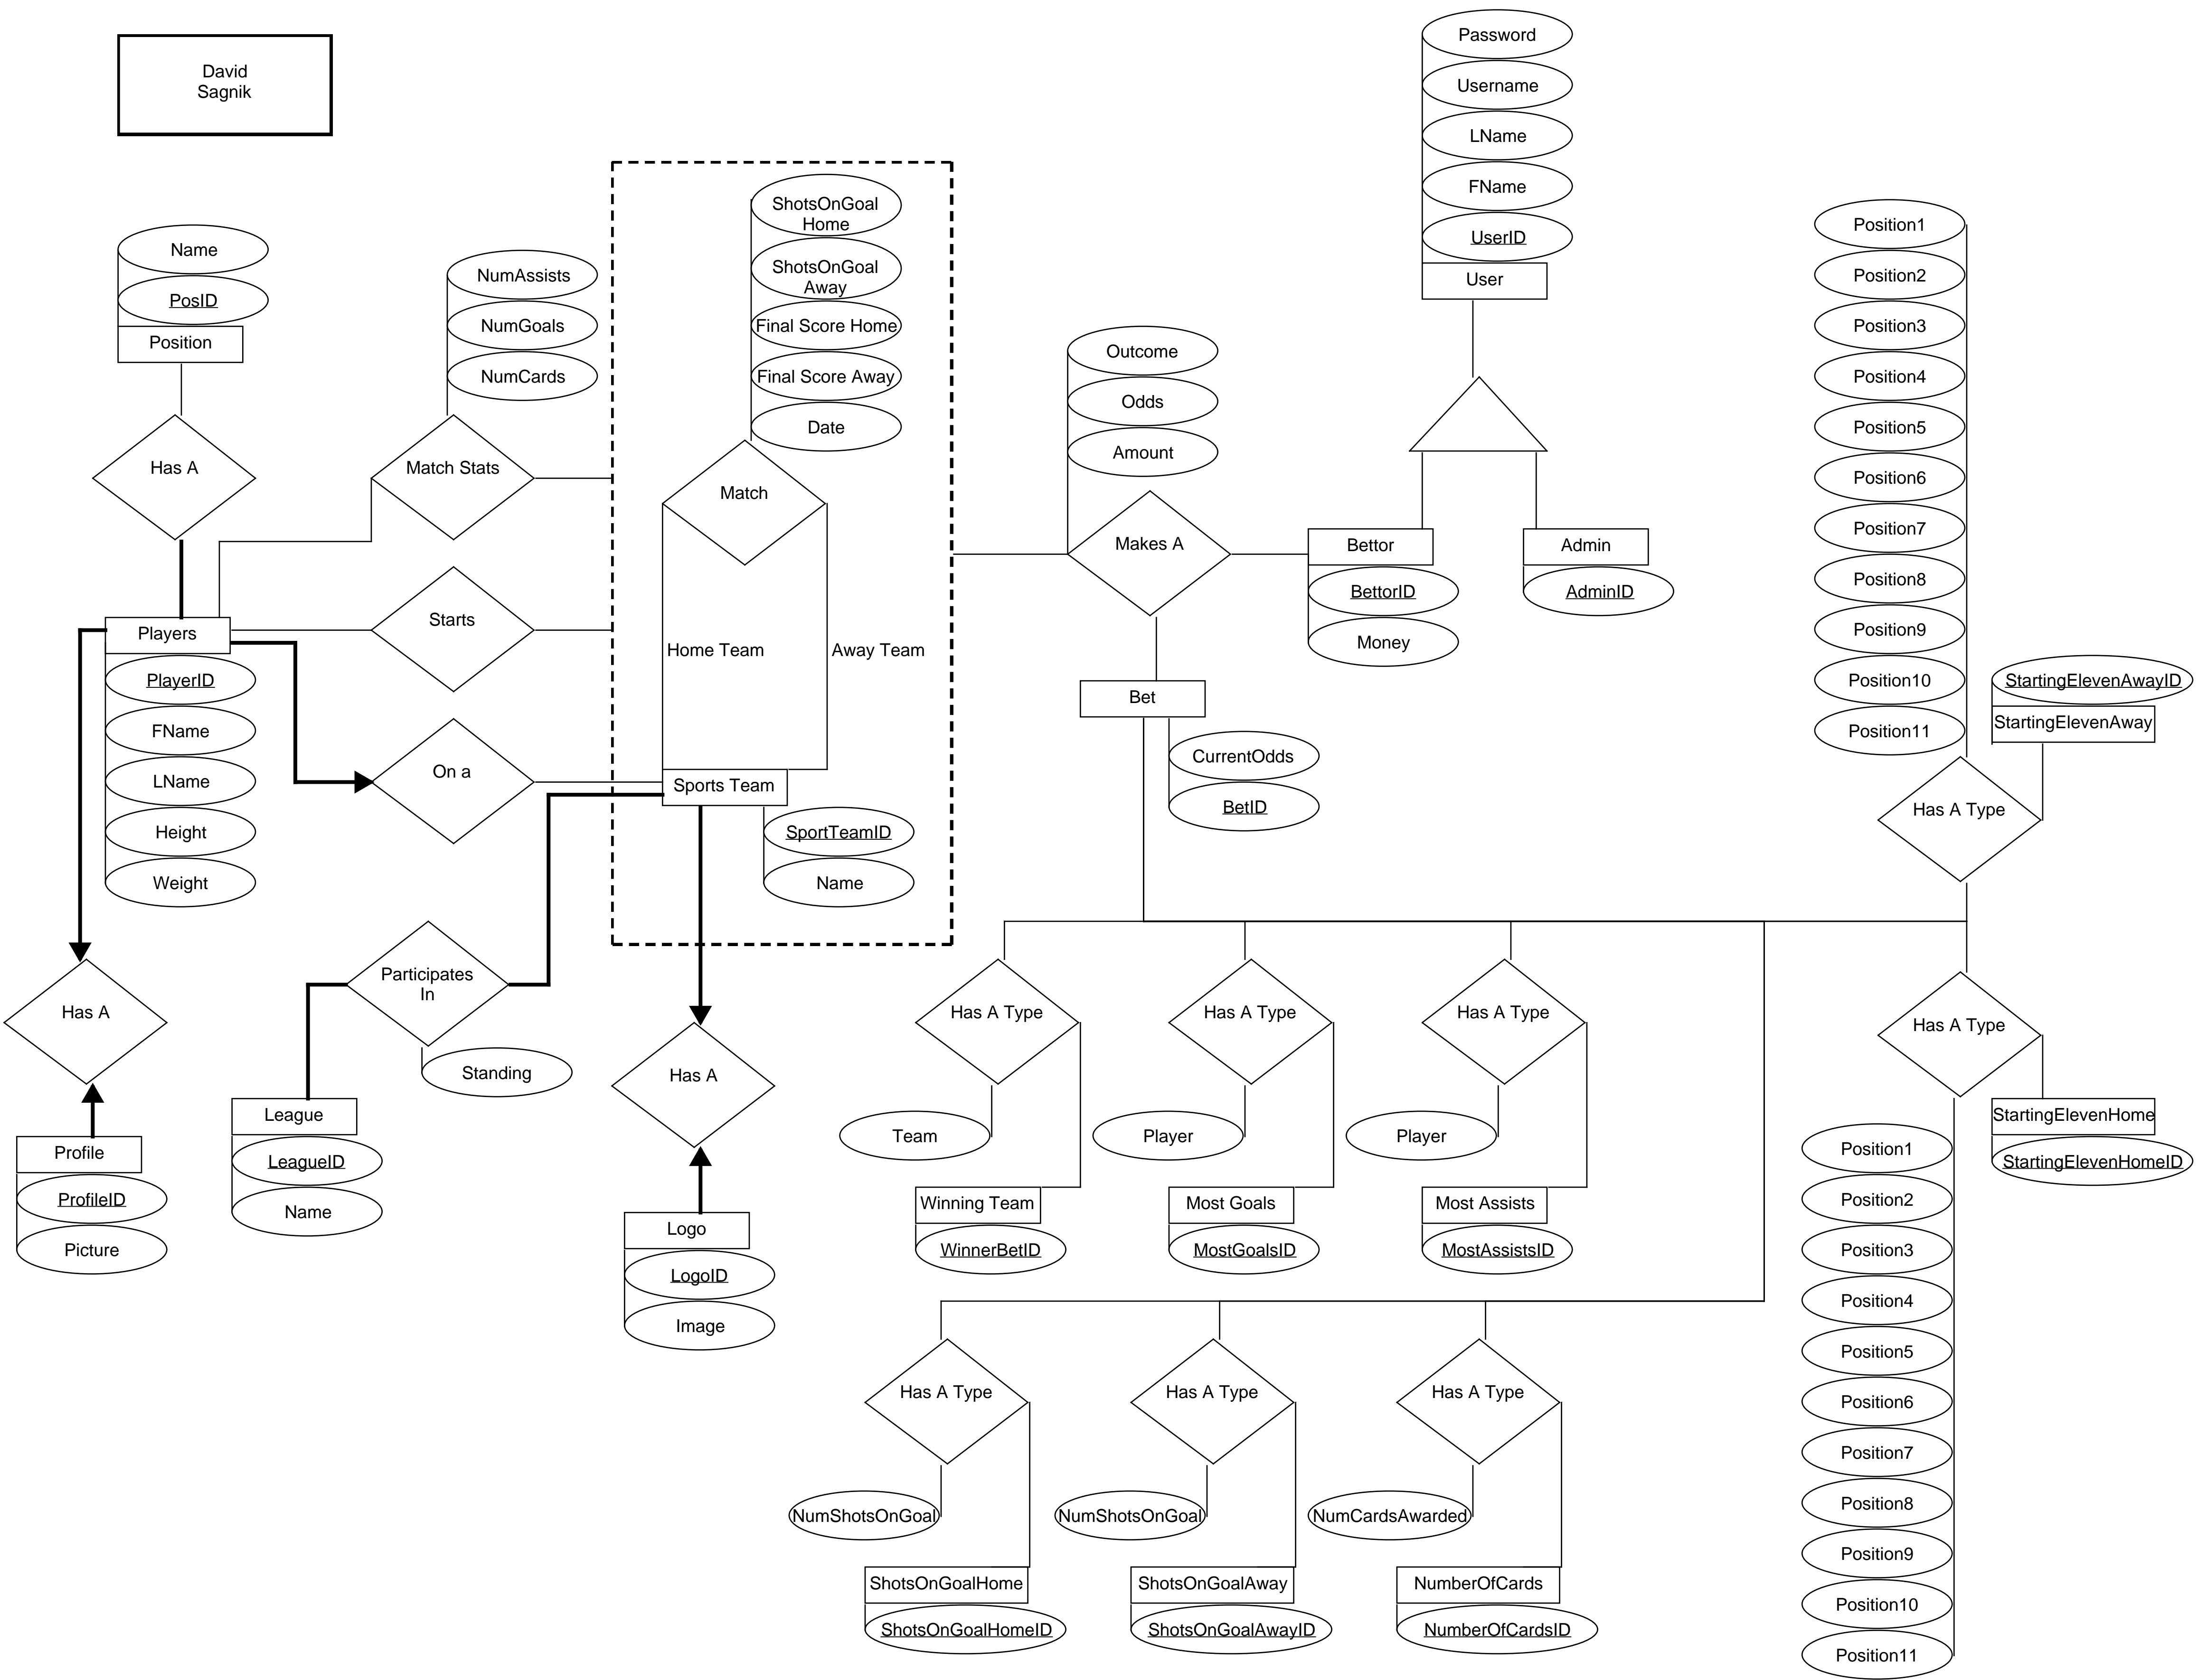 David
Sagnik
Password
Username
LName
FName
UserID
User
Name
PosID
Position
Has A
NumAssists
NumGoals
NumCards
Match Stats
ShotsOnGoal
Home
ShotsOnGoal
Away
Final Score Home
Final Score Away
Date
Match
Home Team
Away Team
Outcome
Odds
Amount
Makes A
Bettor
BettorID
Money
Admin
AdminID
Players
PlayerID
FName
LName
Height
Weight
Starts
On a
Sports Team
SportTeamID
Name
Bet
CurrentOdds
BetID
Position1
Position2
Position3
Position4
Position5
Position6
Position7
Position8
Position9
Position10
Position11
StartingElevenAwayID
StartingElevenAway
Has A Type
Has A
Profile
ProfileID
Picture
Participates
In
Standing
League
LeagueID
Name
Has A
Logo
LogoID
Image
Has A Type
Team
Winning Team
WinnerBetID
Has A Type
Player
Most Goals
MostGoalsID
Has A Type
Player
Most Assists
MostAssistsID
Has A Type
StartingElevenHome
StartingElevenHomeID
Position1
Position2
Position3
Position4
Position5
Position6
Position7
Position8
Position9
Position10
Position11
Has A Type
NumShotsOnGoal
ShotsOnGoalHome
ShotsOnGoalHomeID
Has A Type
NumShotsOnGoal
ShotsOnGoalAway
ShotsOnGoalAwayID
Has A Type
NumCardsAwarded
NumberOfCards
NumberOfCardsID